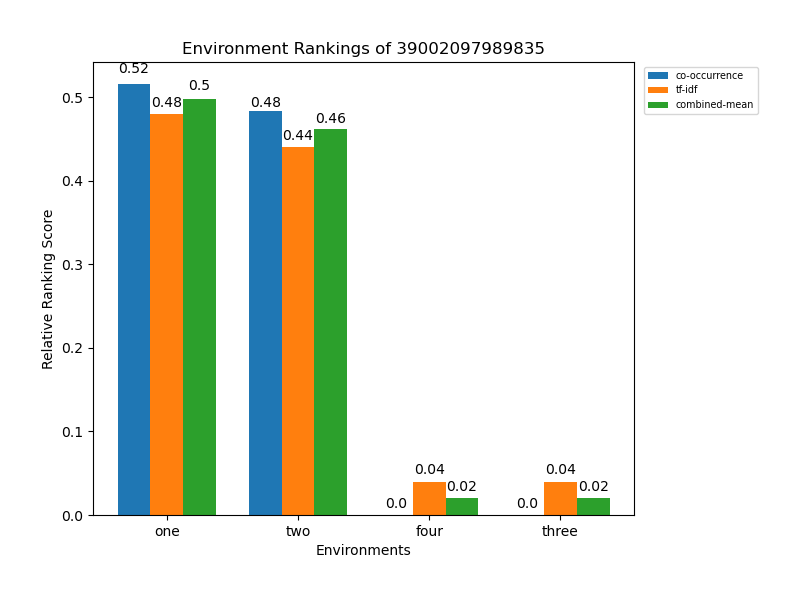 Environment Rankings of 39002097989835
co-occurrence
tf-idf
combined-mean
Relative Ranking Score
0.5
0.4
0.3
0.2
0.1
0.0
0.52
0.48
0.5
0.48
0.44
0.46
0.0
0.04
0.02
0.0
0.04
0.02
one two four three
Environments